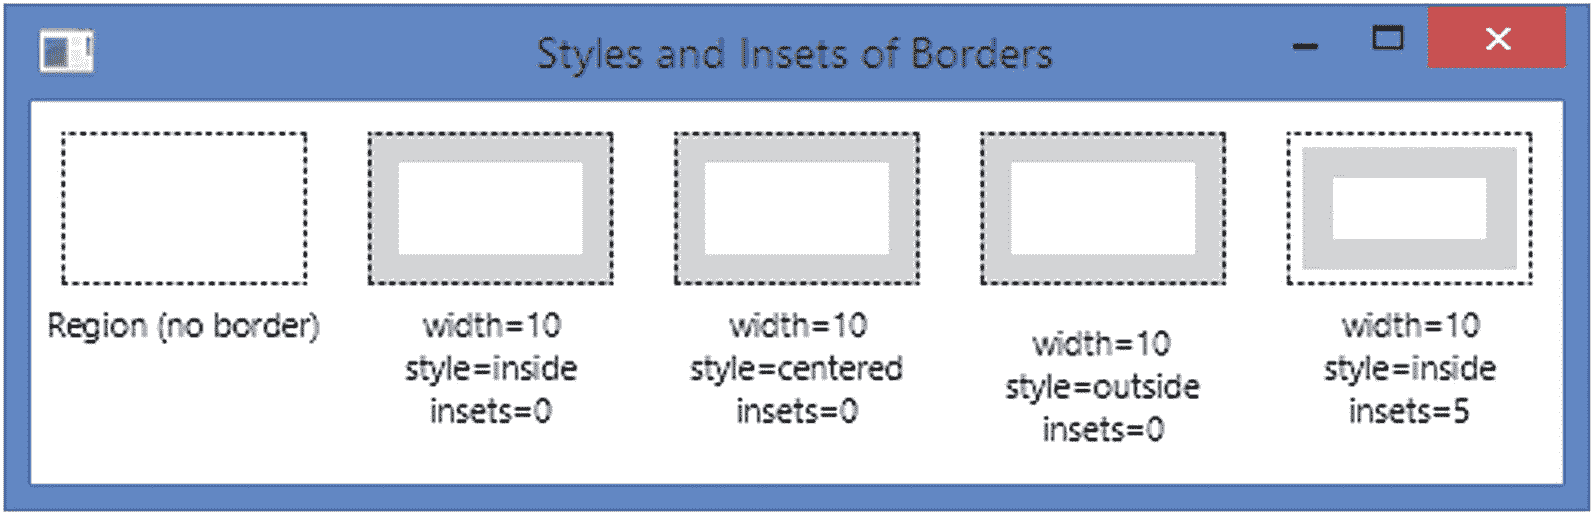 Styles and Insets of Borders
Region (no border)
width=10
style=inside
insets=0
width=10
style=centered
insets=0
width=10
style=outside
insets=0
width=10
style=inside
insets=5